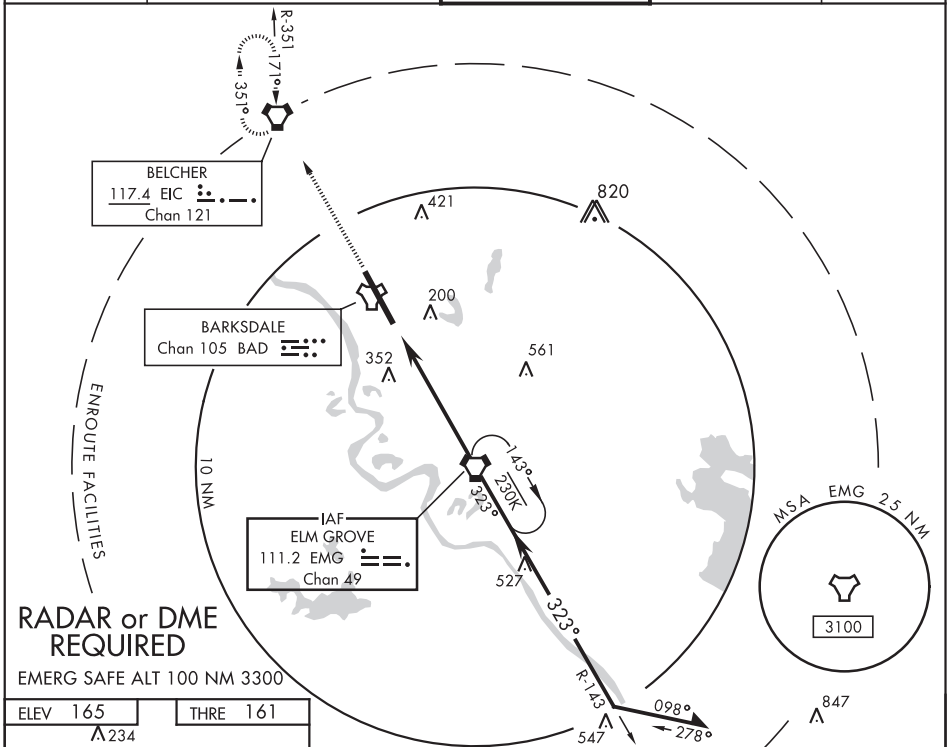 R-351
171°
351°
BELCHER
117.4 EIC
Chan 121
421
820
BARKSDALE
Chan 105 BAD
200
352
561
ENROUTE FACILITIES
10 NM
143°
230K
323°
IAF
ELM GROVE
111.2 EMG
Chan 49
527
MSA EMG 25 NM
3100
323°
RADAR or DME
REQUIRED
EMERG SAFE ALT 100 NM 3300
R-143
098°
278°
847
547
ELEV 165
THRE 161
234